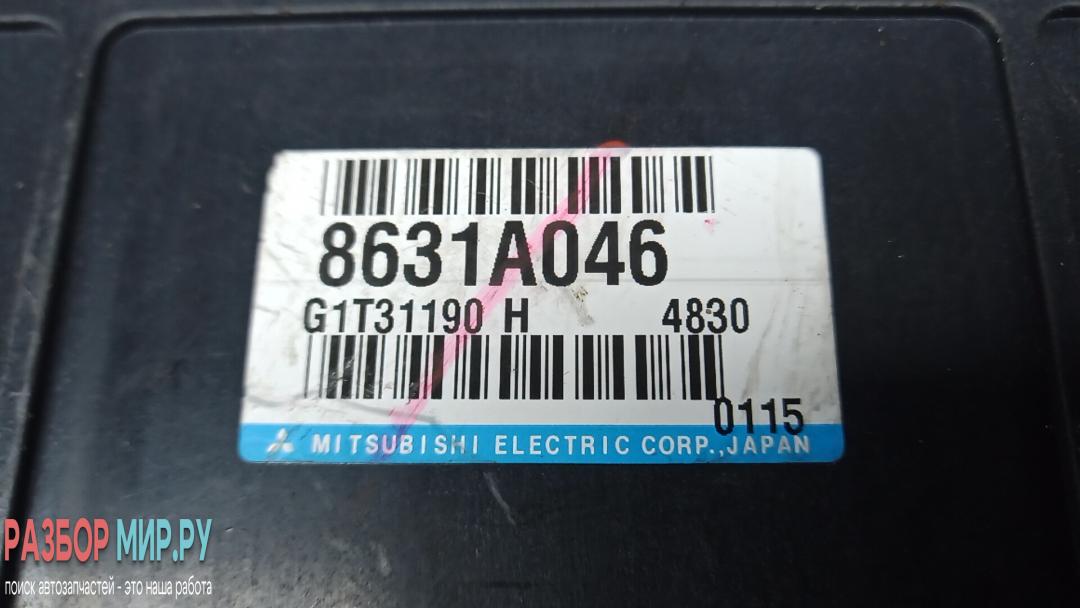 8631A046
G1T31190 H 4830
0115
MITSUBISHI ELECTRIC CORP.,JAPAN
РАЗБОР МИР.РУ
поиск автозапчастей - это наша работа